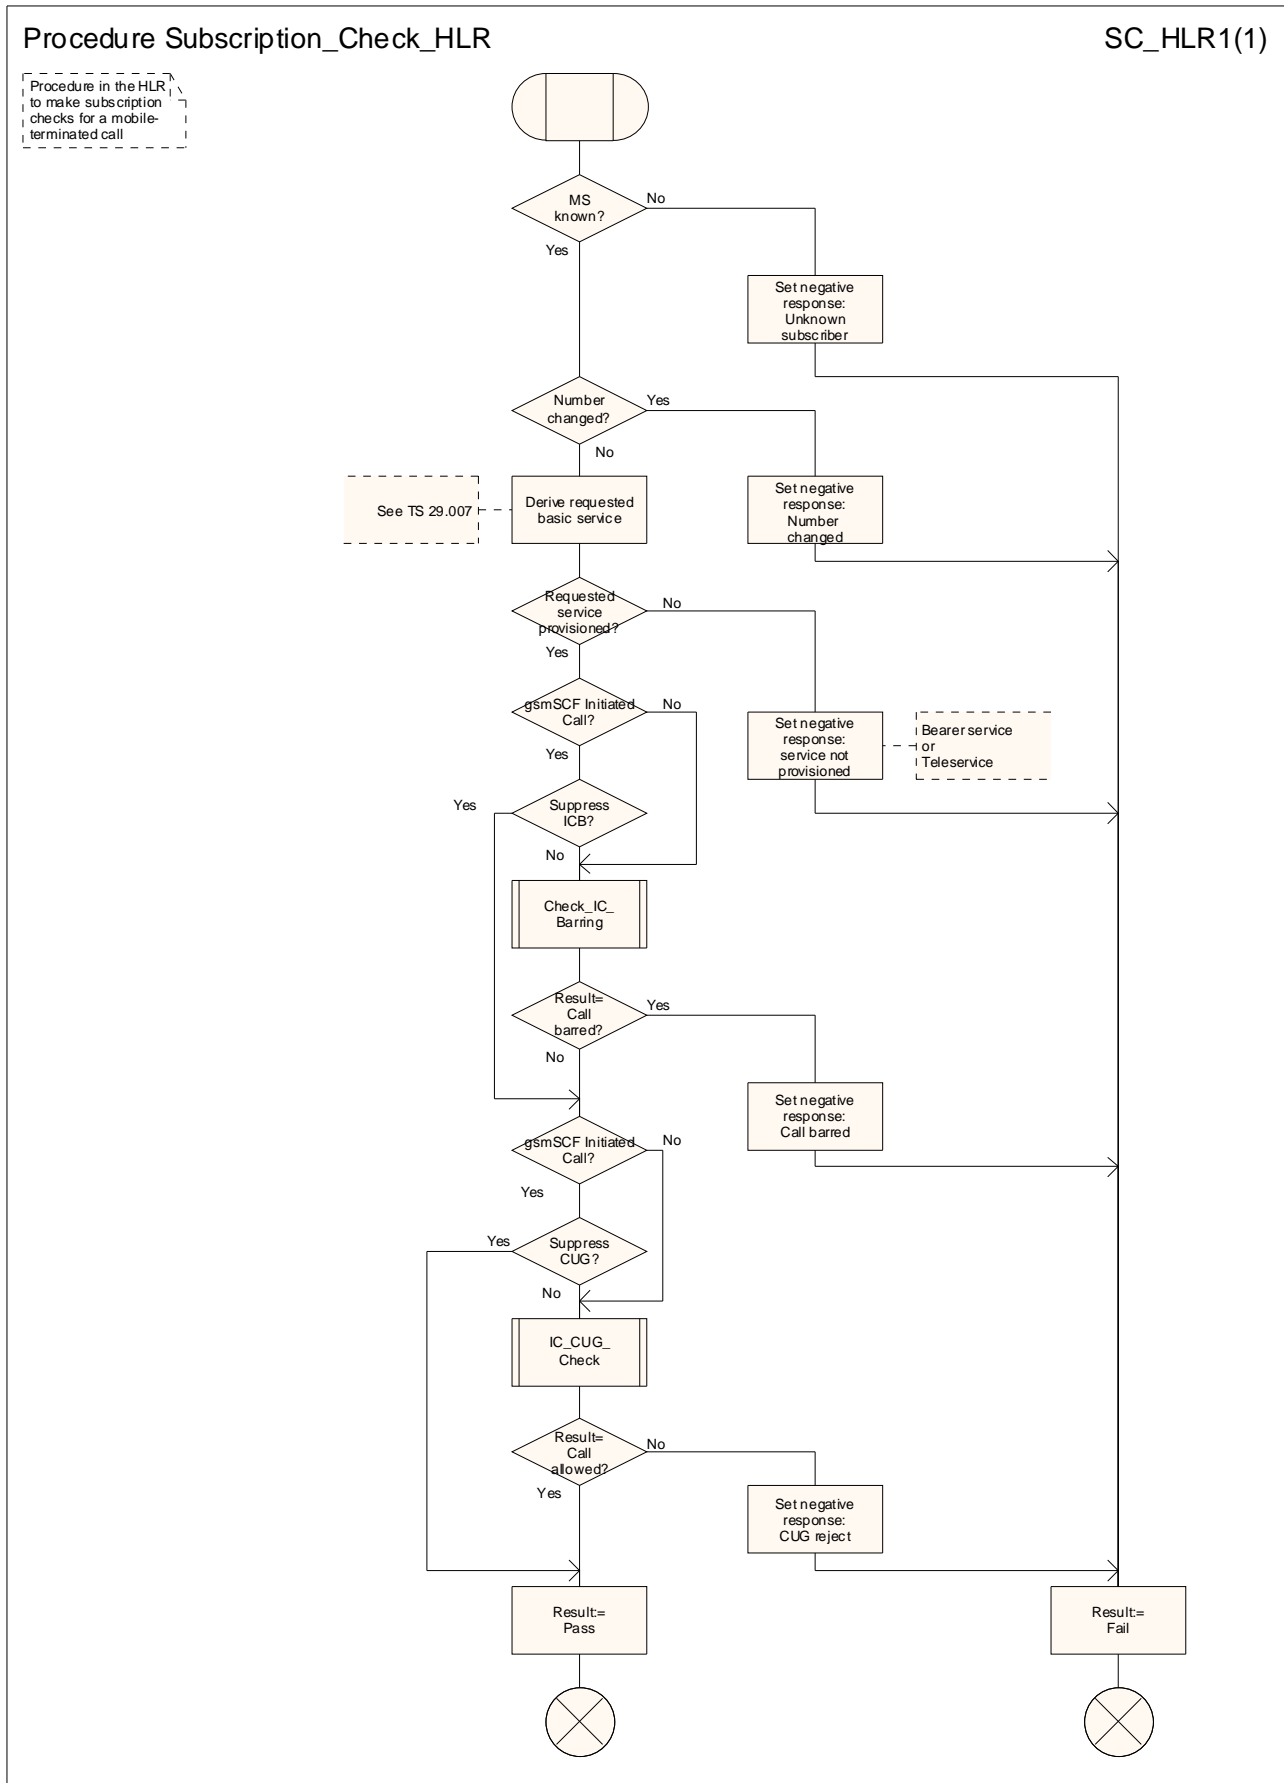 Procedure Subscription_Check_HLR
SC_HLR1(1)
Procedure in the HLR
to make subscription
checks for a mobile-
terminated call
MS
known?
No
Yes
Set negative
response:
Unknown
subscriber
Number
changed?
Yes
No
See TS 29.007
Derive requested
basic service
Set negative
response:
Number
changed
Requested
service
provisioned?
No
Yes
gsmSCF Initiated
Call?
No
Yes
Set negative
response:
service not
provisioned
Bearer service
or
Teleservice
Suppress
ICB?
Yes
No
Check_IC_
Barring
Result=
Call
barred?
Yes
No
Set negative
response:
Call barred
gsmSCF Initiated
Call?
No
Yes
Suppress
CUG?
Yes
No
IC_CUG_
Check
Result=
Call
allowed?
No
Yes
Set negative
response:
CUG reject
Result:=
Pass
Result:=
Fail